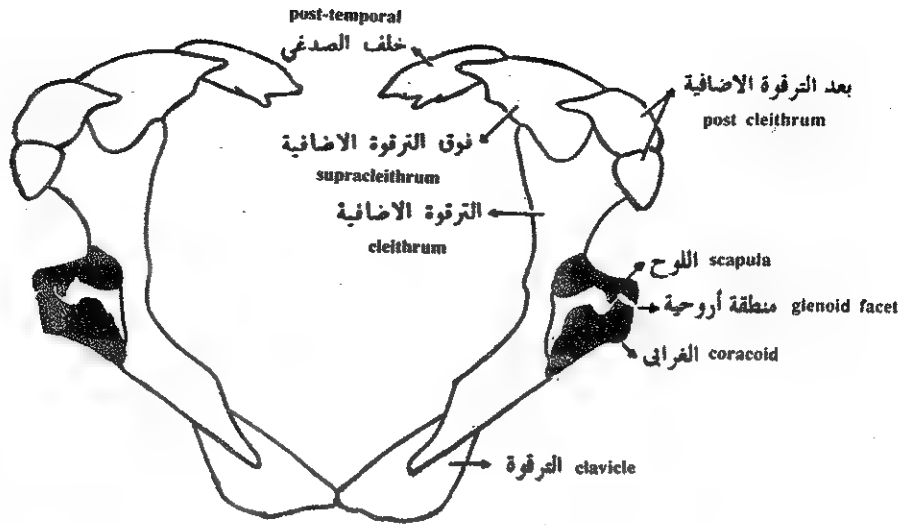 post-temporal
خلف الصدغي
بعد الترقوة الاضافية
post cleithrum
فوق الترقوة الاضافية
supracleithrum
الترقوة الاضافية
cleithrum
اللوح scapula
منطقة أروحية glenoid facet
الغرابى coracoid
الترقوة clavicle